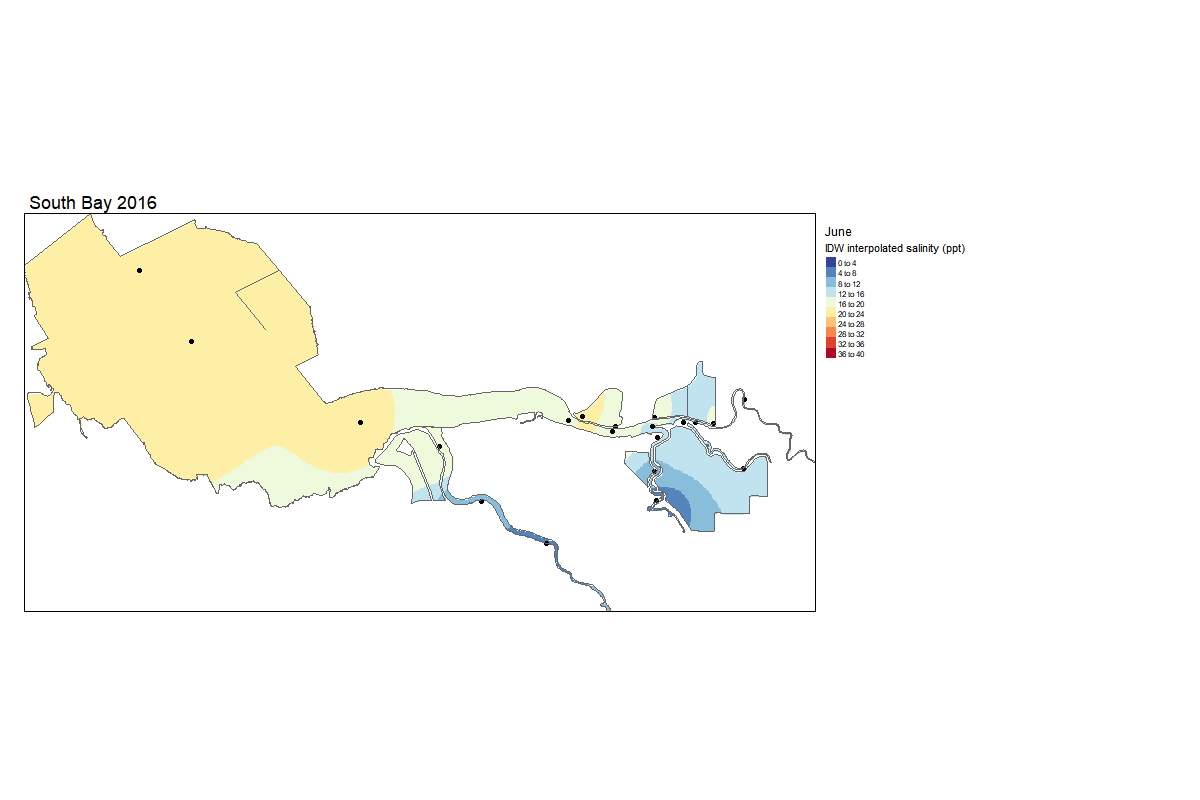 South Bay 2016
June
IDW interpolated salinity (ppt)
0 to 4
4 to 8
8 to 12
12 to 16
16 to 20
20 to 24
24 to 28
28 to 32
32 to 36
36 to 40